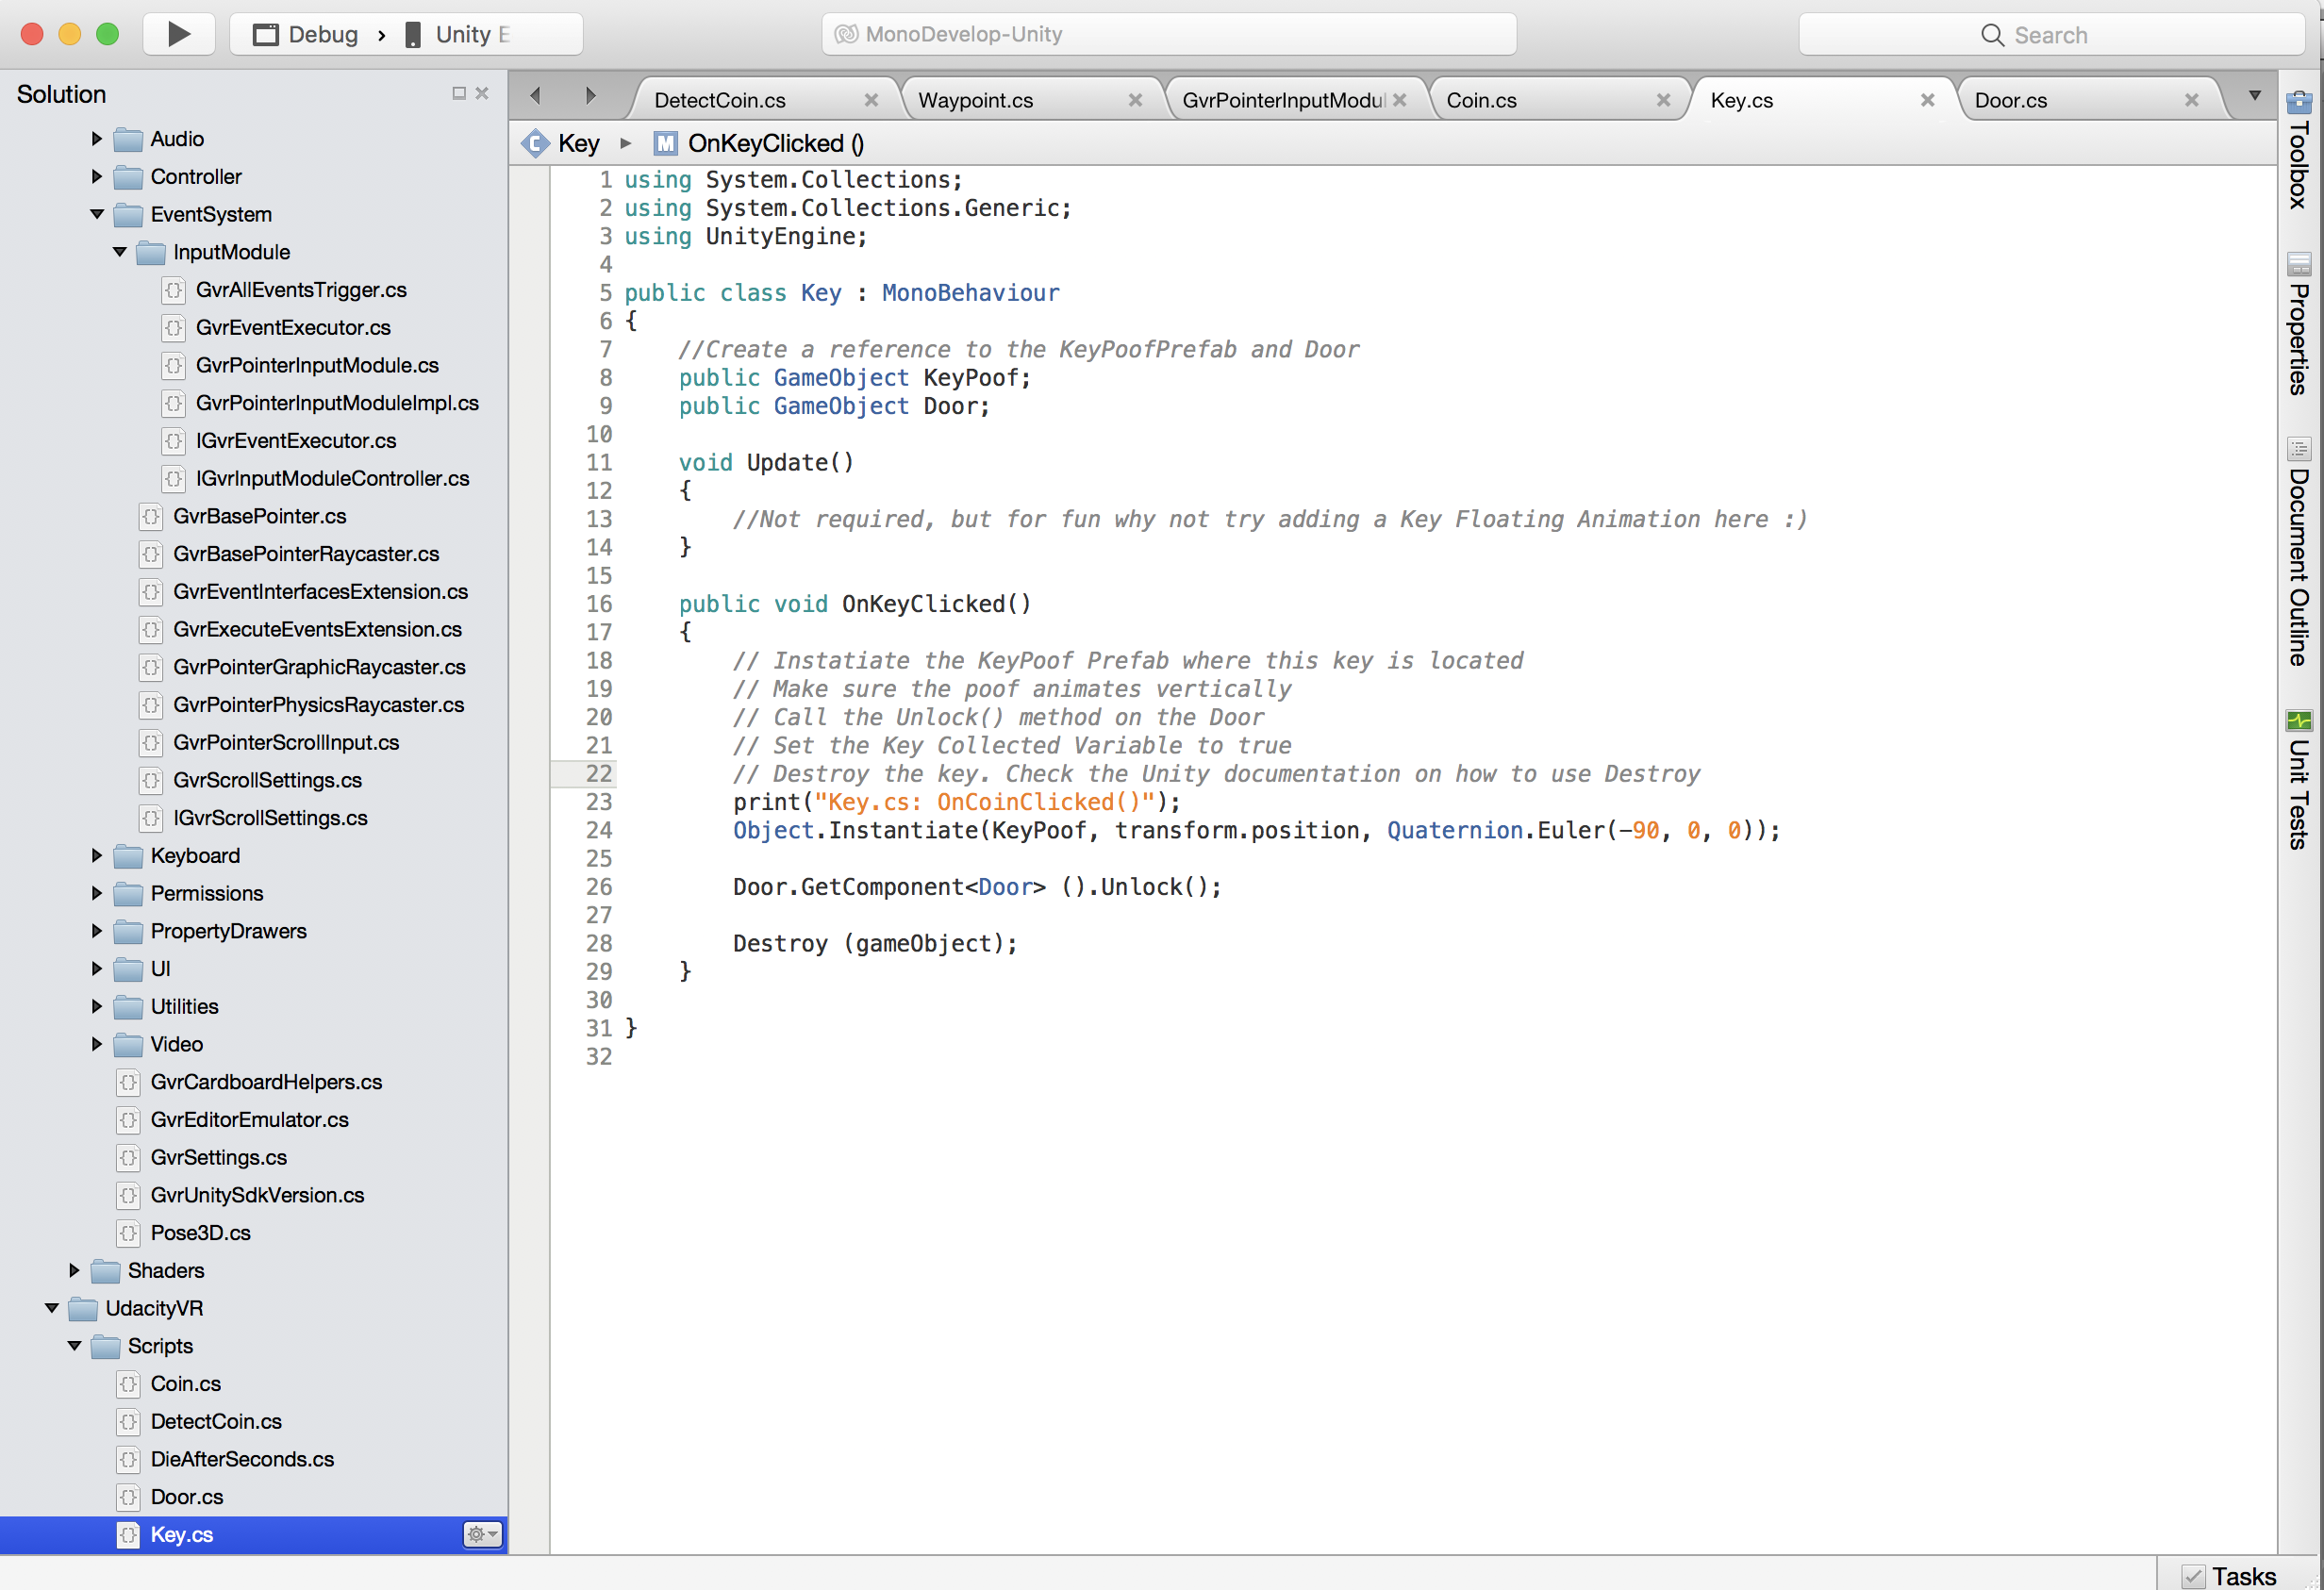 Debug › Unity E
MonoDevelop-Unity
Search
Solution
Audio
Controller
EventSystem
InputModule
GvrAllEventsTrigger.cs
GvrEventExecutor.cs
GvrPointerInputModule.cs
GvrPointerInputModuleImpl.cs
IGvrEventExecutor.cs
IGvrInputModuleController.cs
GvrBasePointer.cs
GvrBasePointerRaycaster.cs
GvrEventInterfacesExtension.cs
GvrExecuteEventsExtension.cs
GvrPointerGraphicRaycaster.cs
GvrPointerPhysicsRaycaster.cs
GvrPointerScrollInput.cs
GvrScrollSettings.cs
IGvrScrollSettings.cs
Keyboard
Permissions
PropertyDrawers
UI
Utilities
Video
GvrCardboardHelpers.cs
GvrEditorEmulator.cs
GvrSettings.cs
GvrUnitySdkVersion.cs
Pose3D.cs
Shaders
UdacityVR
Scripts
Coin.cs
DetectCoin.cs
DieAfterSeconds.cs
Door.cs
Key.cs
DetectCoin.cs Waypoint.cs GvrPointerInputModul Coin.cs Key.cs Door.cs
C Key M OnKeyClicked ()
1 using System.Collections;
2 using System.Collections.Generic;
3 using UnityEngine;
4
5 public class Key : MonoBehaviour
6 {
7 //Create a reference to the KeyPoofPrefab and Door
8 public GameObject KeyPoof;
9 public GameObject Door;
10
11 void Update()
12 {
13 //Not required, but for fun why not try adding a Key Floating Animation here :)
14 }
15
16 public void OnKeyClicked()
17 {
18 // Instatiate the KeyPoof Prefab where this key is located
19 // Make sure the poof animates vertically
20 // Call the Unlock() method on the Door
21 // Set the Key Collected Variable to true
22 // Destroy the key. Check the Unity documentation on how to use Destroy
23 print("Key.cs: OnCoinClicked()");
24 Object.Instantiate(KeyPoof, transform.position, Quaternion.Euler(-90, 0, 0));
25
26 Door.GetComponent<Door> ().Unlock();
27
28 Destroy (gameObject);
29 }
30
31 }
32
Toolbox
Properties
Document Outline
Unit Tests
Tasks